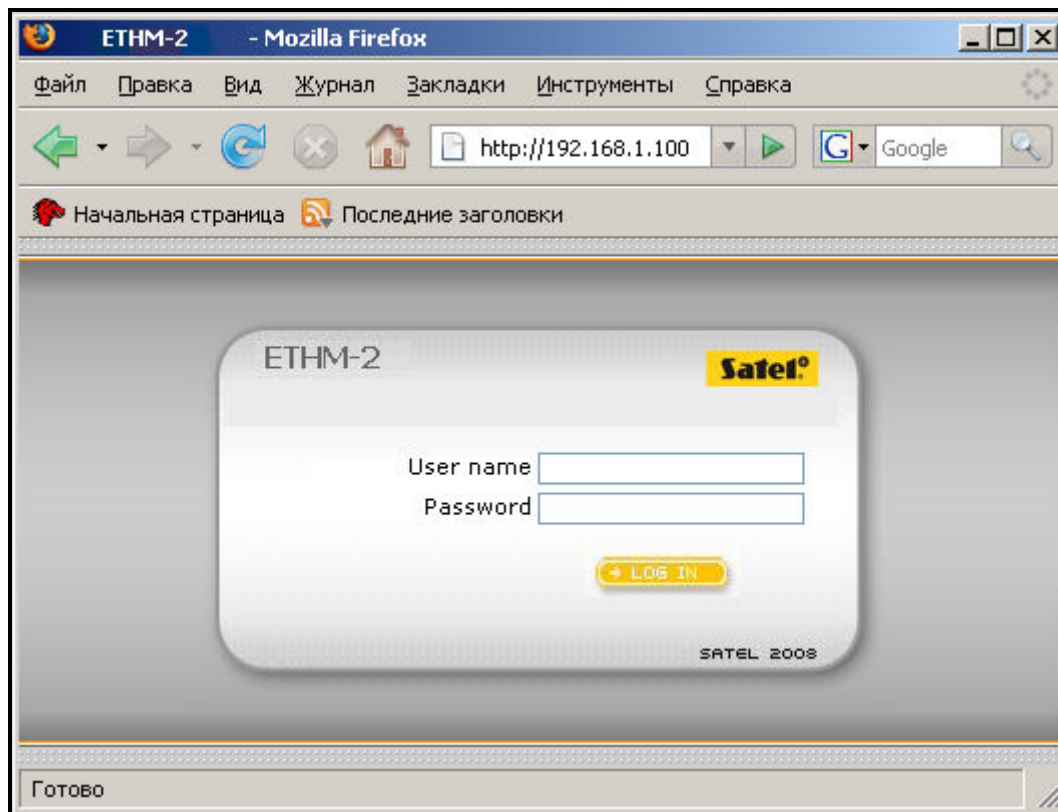 ETHM-2 - Mozilla Firefox
Файл Правка Вид Журнал Закладки Инструменты Справка
http://192.168.1.100 G Google
Начальная страница Последние заголовки
ETHM-2 Satel®
User name
Password
LOG IN
SATEL 2008
Готово